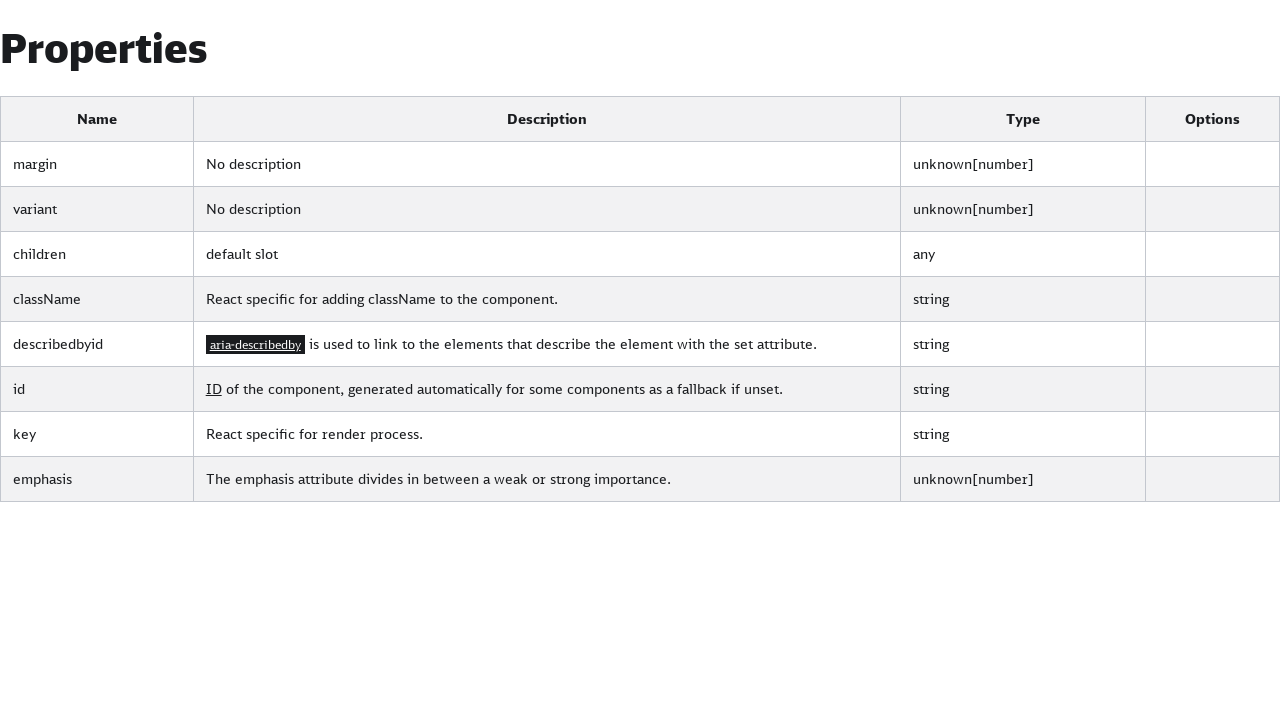 Properties
Name Description Type Options
margin No description unknown[number]
variant No description unknown[number]
children default slot any
className React specific for adding className to the component. string
describedbyid aria-describedby is used to link to the elements that describe the element with the set attribute. string
id ID of the component, generated automatically for some components as a fallback if unset. string
key React specific for render process. string
emphasis The emphasis attribute divides in between a weak or strong importance. unknown[number]